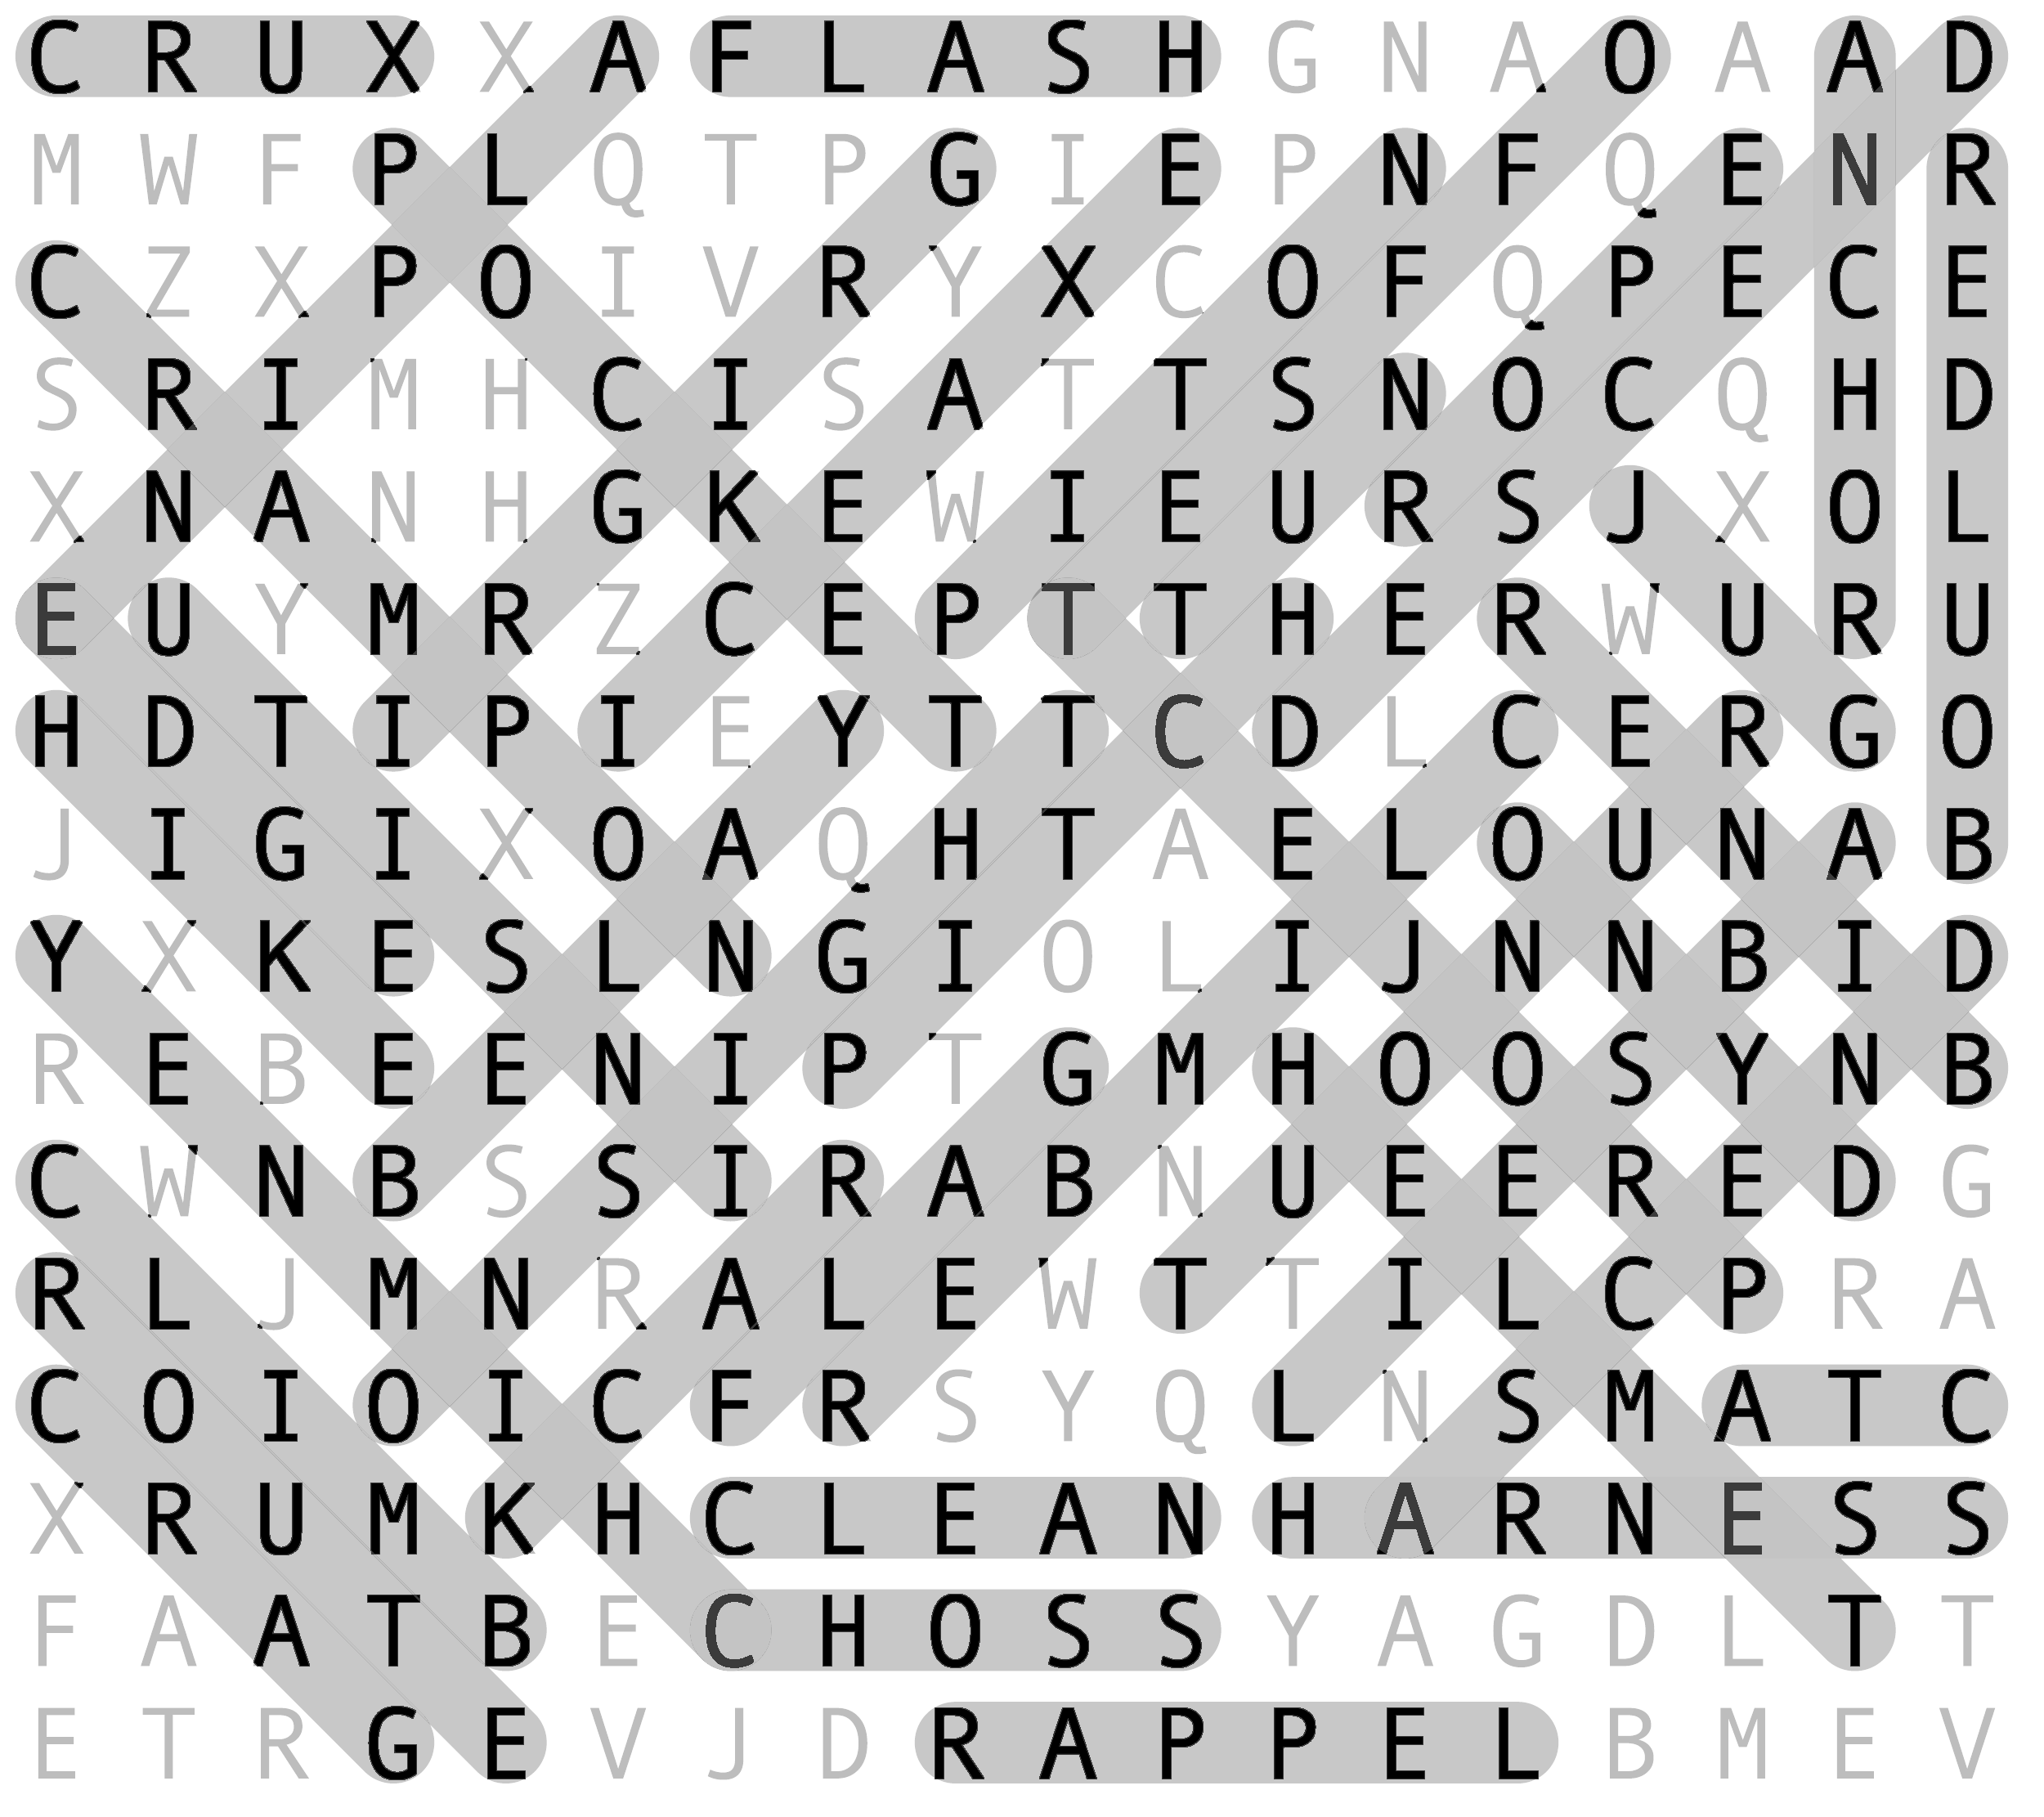 C R U X X A F L A S H G N A O A A D
M W F P L Q T P G I E P N F Q E N R
C Z X P O I V R Y X C O F Q P E C E
S R I M H C I S A T T S N O C Q H D
X N A N H G K E W I E U R S J X O L
E U Y M R Z C E P T T H E R W U R U
H D T I P I E Y T T C D L C E R G O
J I G I X O A Q H T A E L O U N A B
Y X K E S L N G I O L I J N N B I D
R E B E E N I P T G M H O O S Y N B
C W N B S S I R A B N U E E R E D G
R L J M N R A L E W T T I L C P R A
C O I O I C F R S Y Q L N S M A T C
X R U M K H C L E A N H A R N E S S
F A A T B E C H O S S Y A G D L T T
E T R G E V J D R A P P E L B M E V